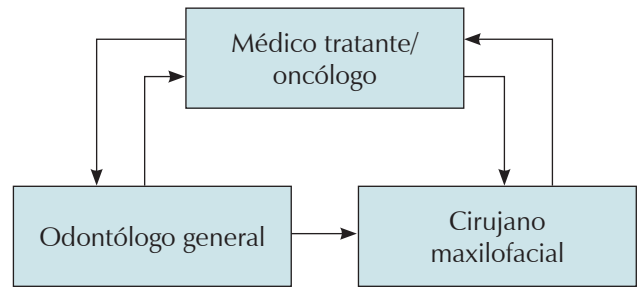 Médico tratante/
oncólogo
Odontólogo general
Cirujano
maxilofacial